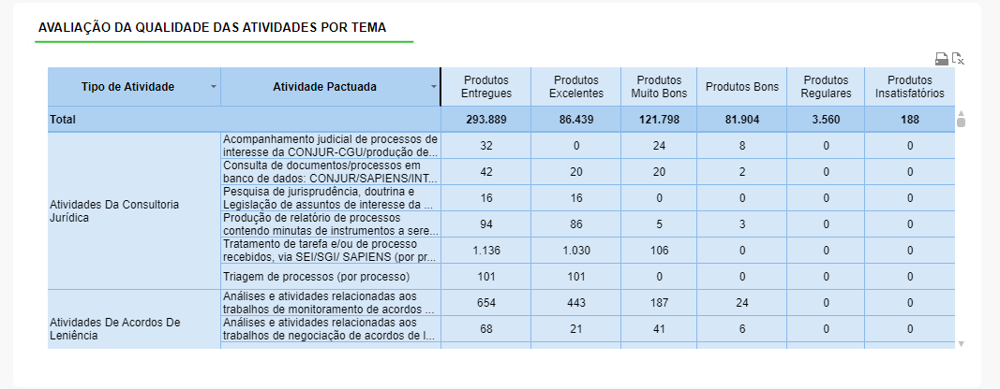 AVALIAÇÃO DA QUALIDADE DAS ATIVIDADES POR TEMA
Tipo de Atividade
Atividade Pactuada
Produtos
Entregues
Produtos
Excelentes
Produtos
Muito Bons
Produtos Bons
Produtos
Regulares
Produtos
Insatisfatórios
Total 293.889 86.439 121.798 81.904 3.560 188
Atividades Da Consultoria
Jurídica
Acompanhamento judicial de processos de
interesse da CONJUR-CGU/produção de...
32 0 24 8 0 0
Consulta de documentos/processos em
banco de dados: CONJUR/SAPIENS/INT...
42 20 20 2 0 0
Pesquisa de jurisprudência, doutrina e
Legislação de assuntos de interesse da ...
16 16 0 0 0 0
Produção de relatório de processos
contendo minutas de instrumentos a sere...
94 86 5 3 0 0
Tratamento de tarefa e/ou de processo
recebidos, via SEI/SGI/ SAPIENS (por pr...
1.136 1.030 106 0 0 0
Triagem de processos (por processo) 101 101 0 0 0 0
Atividades De Acordos De
Leniência
Análises e atividades relacionadas aos
trabalhos de monitoramento de acordos ...
654 443 187 24 0 0
Análises e atividades relacionadas aos
trabalhos de negociação de acordos de l...
68 21 41 6 0 0